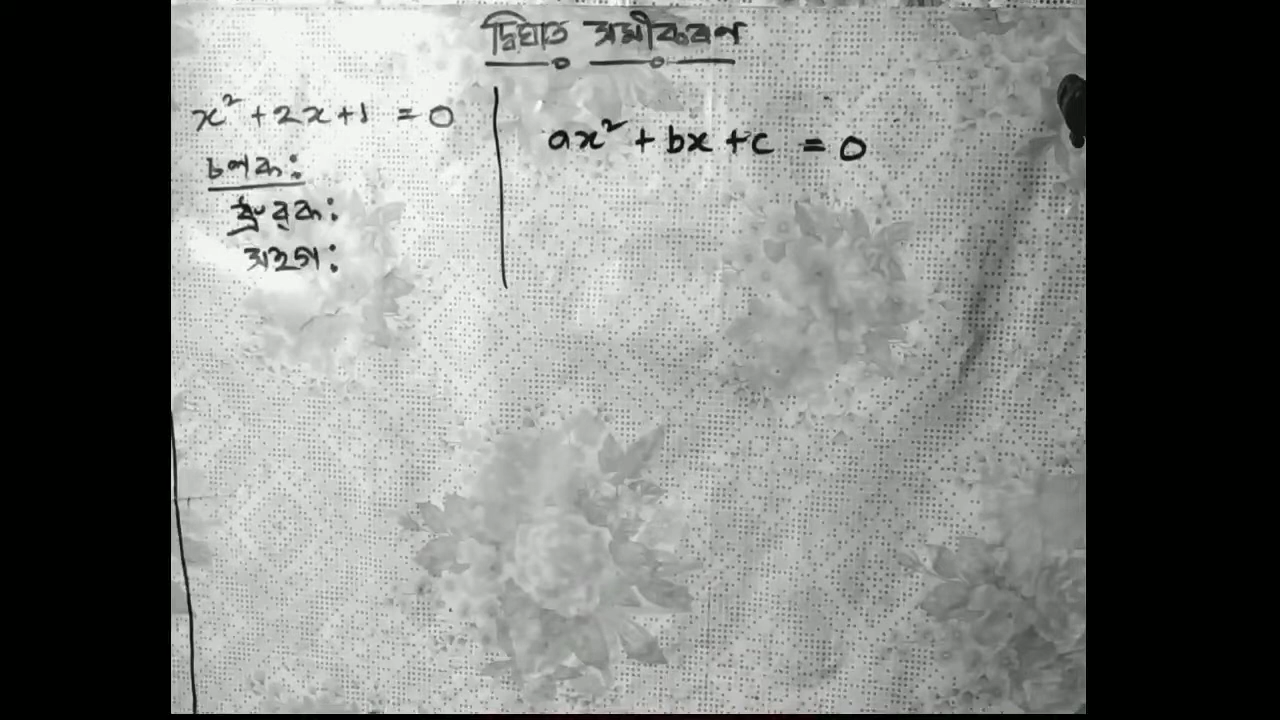 দ্বিঘাত সমীকরণ
x² + 2x + 1 = 0
চলক:
ধ্রুবক:
সহগ:
ax² + bx + c = 0